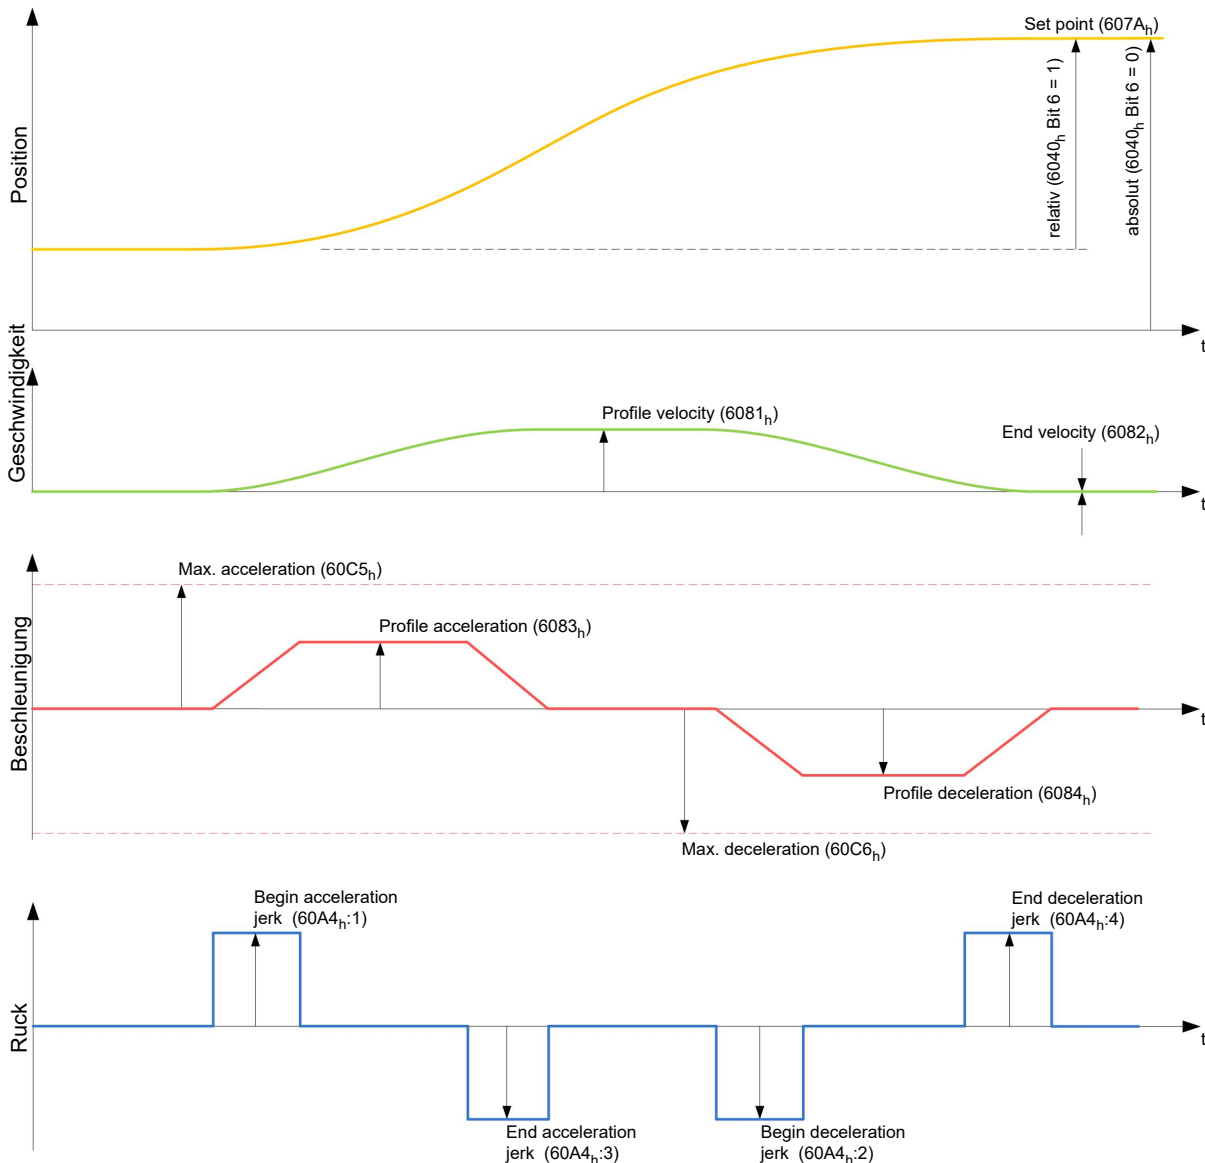 Set point (607Ah)
relativ (6040h Bit 6 = 1)
absolut (6040h Bit 6 = 0)
Position
t
Geschwindigkeit
Profile velocity (6081h)
End velocity (6082h)
t
Beschleunigung
Max. acceleration (60C5h)
Profile acceleration (6083h)
t
Profile deceleration (6084h)
Max. deceleration (60C6h)
Ruck
Begin acceleration
jerk (60A4h:1)
End deceleration
jerk (60A4h:4)
t
End acceleration
jerk (60A4h:3)
Begin deceleration
jerk (60A4h:2)